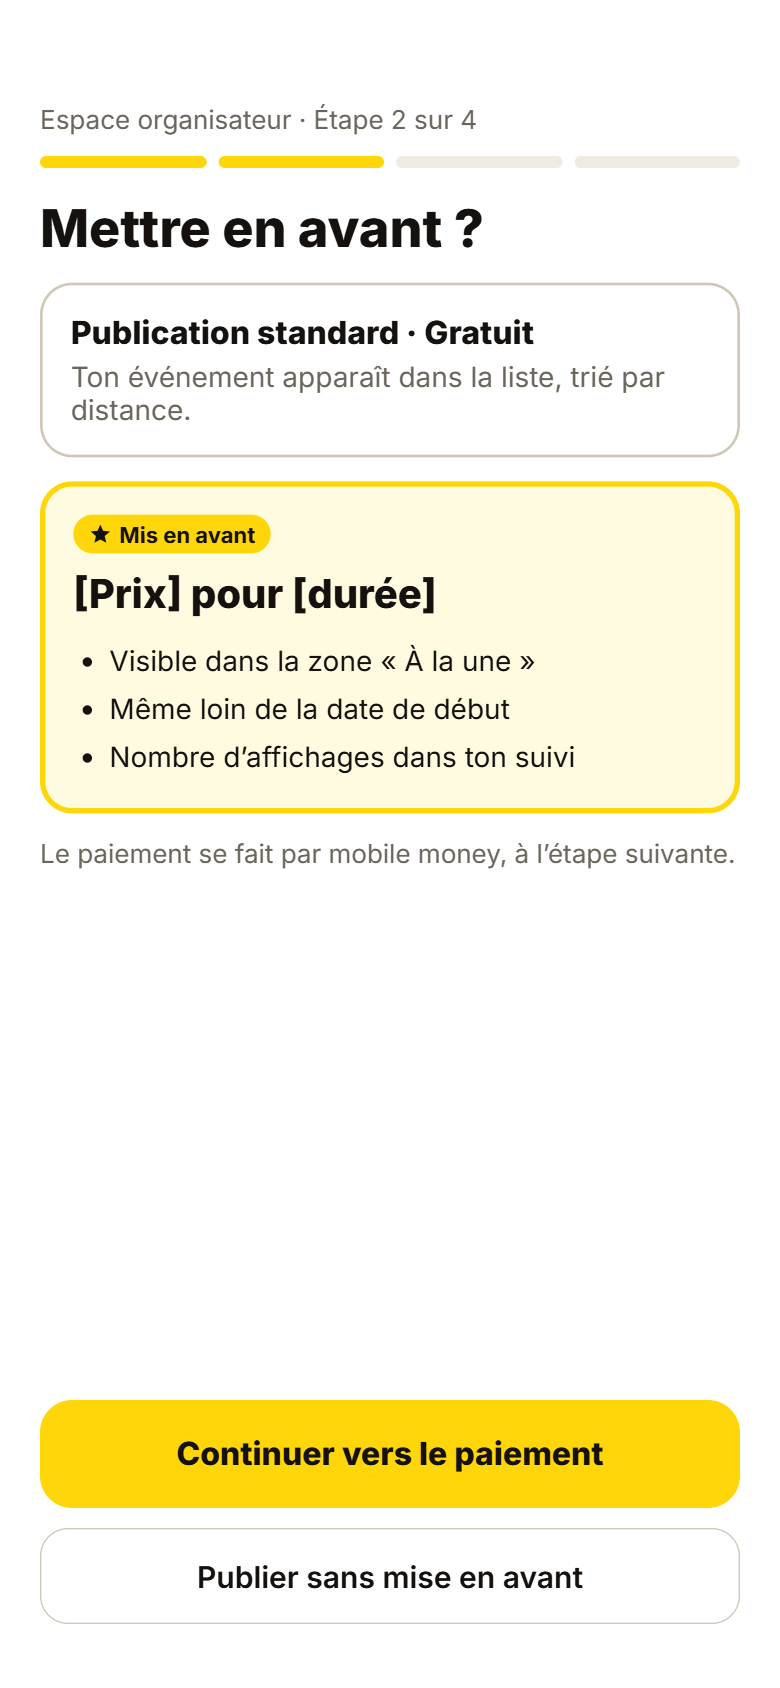 Espace organisateur · Étape 2 sur 4
Mettre en avant ?
Publication standard · Gratuit
Ton événement apparaît dans la liste, trié par
distance.
★ Mis en avant
[Prix] pour [durée]
• Visible dans la zone « À la une »
• Même loin de la date de début
• Nombre d’affichages dans ton suivi
Le paiement se fait par mobile money, à l’étape suivante.
Continuer vers le paiement
Publier sans mise en avant